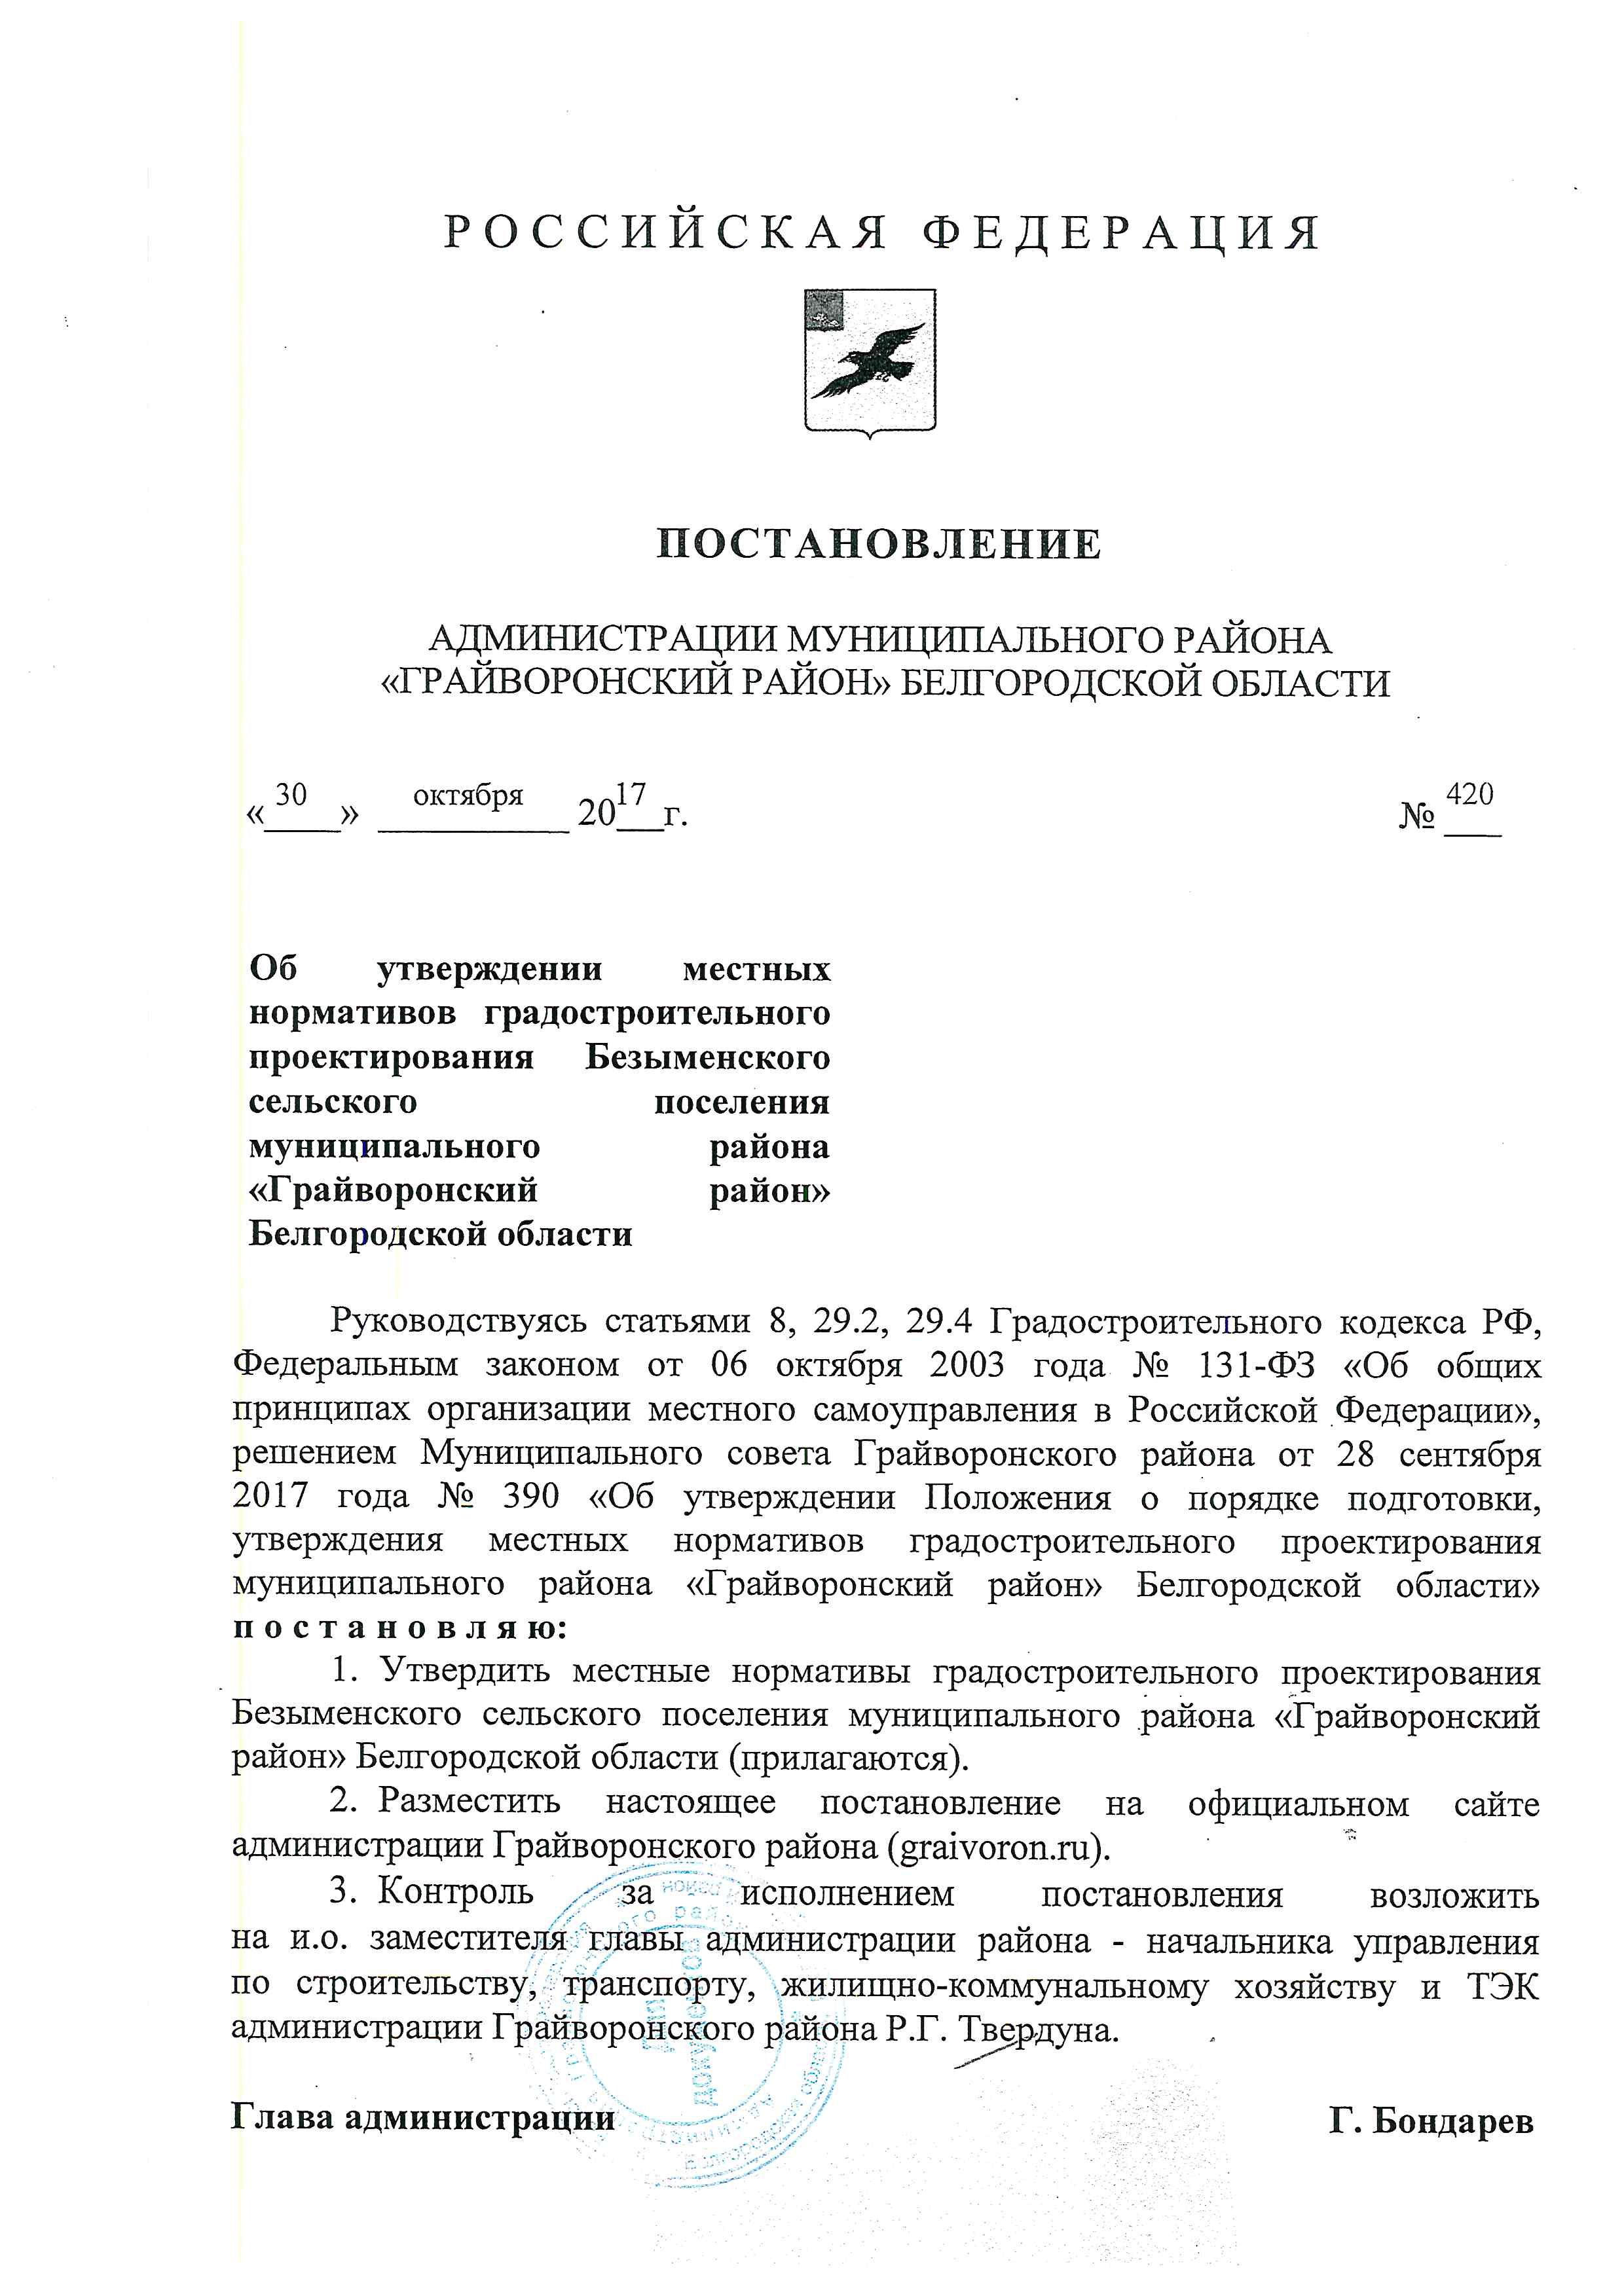 РОССИЙСКАЯ ФЕДЕРАЦИЯ
ПОСТАНОВЛЕНИЕ
АДМИНИСТРАЦИИ МУНИЦИПАЛЬНОГО РАЙОНА
«ГРАЙВОРОНСКИЙ РАЙОН» БЕЛГОРОДСКОЙ ОБЛАСТИ
«30» октября 2017 г. № 420
Об утверждении местных
нормативов градостроительного
проектирования Безыменского
сельского поселения
муниципального района
«Грайворонский район»
Белгородской области
Руководствуясь статьями 8, 29.2, 29.4 Градостроительного кодекса РФ,
Федеральным законом от 06 октября 2003 года № 131-ФЗ «Об общих
принципах организации местного самоуправления в Российской Федерации»,
решением Муниципального совета Грайворонского района от 28 сентября
2017 года № 390 «Об утверждении Положения о порядке подготовки,
утверждения местных нормативов градостроительного проектирования
муниципального района «Грайворонский район» Белгородской области»
п о с т а н о в л я ю:
1. Утвердить местные нормативы градостроительного проектирования
Безыменского сельского поселения муниципального района «Грайворонский
район» Белгородской области (прилагаются).
2. Разместить настоящее постановление на официальном сайте
администрации Грайворонского района (graivoron.ru).
3. Контроль за исполнением постановления возложить
на и.о. заместителя главы администрации района - начальника управления
по строительству, транспорту, жилищно-коммунальному хозяйству и ТЭК
администрации Грайворонского района Р.Г. Твердуна.
Для
документов
Глава администрации Г. Бондарев